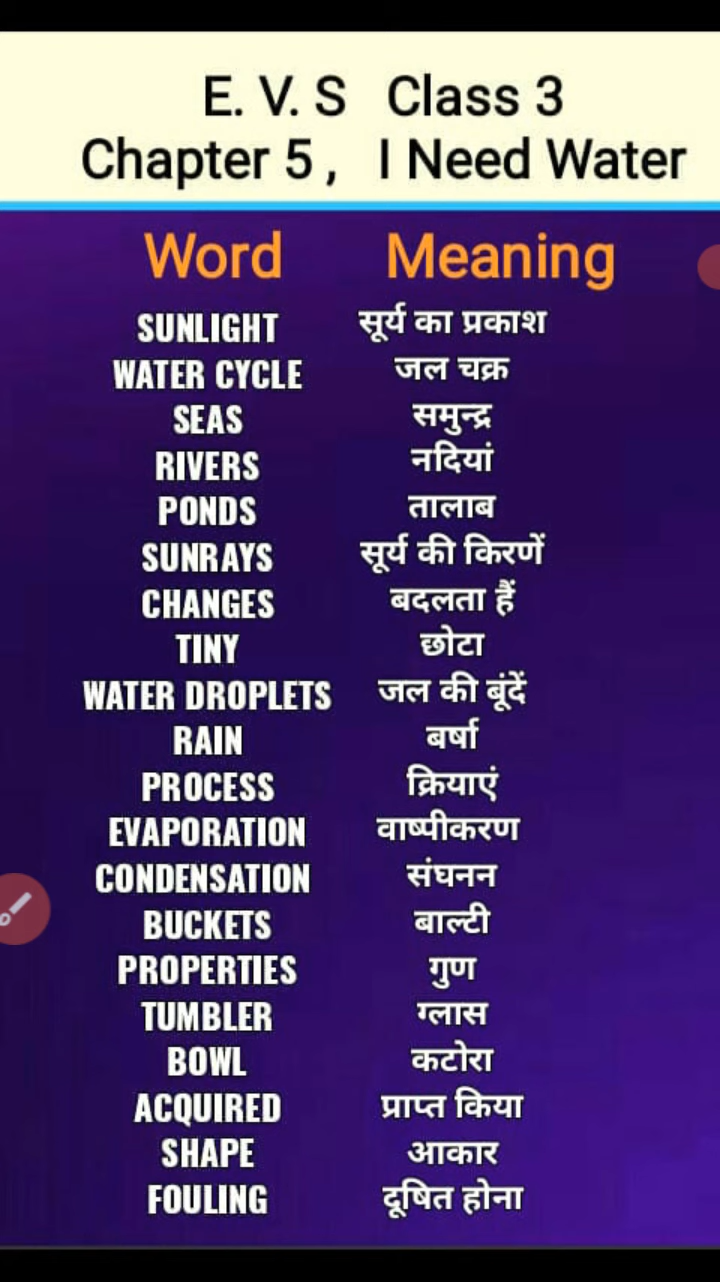 E. V. S Class 3
Chapter 5 , I Need Water
Word Meaning
SUNLIGHT सूर्य का प्रकाश
WATER CYCLE जल चक्र
SEAS समुन्द्र
RIVERS नदियां
PONDS तालाब
SUNRAYS सूर्य की किरणें
CHANGES बदलता हैं
TINY छोटा
WATER DROPLETS जल की बूंदें
RAIN बर्षा
PROCESS क्रियाएं
EVAPORATION वाष्पीकरण
CONDENSATION संघनन
BUCKETS बाल्टी
PROPERTIES गुण
TUMBLER ग्लास
BOWL कटोरा
ACQUIRED प्राप्त किया
SHAPE आकार
FOULING दूषित होना